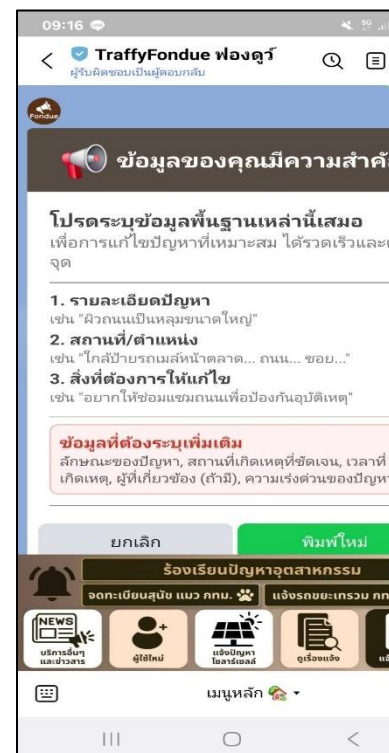 09:16
5G
TraffyFondue ฟองดูว์
ผู้รับผิดชอบเป็นผู้ตอบกลับ
Fondue
ข้อมูลของคุณมีความสำคั
โปรดระบุข้อมูลพื้นฐานเหล่านี้เสมอ
เพื่อการแก้ไขปัญหาที่เหมาะสม ได้รวดเร็วและ
จุด
1. รายละเอียดปัญหา
เช่น "ผิวถนนเป็นหลุมขนาดใหญ่"
2. สถานที่/ตำแหน่ง
เช่น "ใกล้ป้ายรถเมล์หน้าตลาด... ถนน... ซอย..."
3. สิ่งที่ต้องการให้แก้ไข
เช่น "อยากให้ซ่อมแซมถนนเพื่อป้องกันอุบัติเหตุ"
ข้อมูลที่ต้องระบุเพิ่มเติม
ลักษณะของปัญหา, สถานที่เกิดเหตุที่ชัดเจน, เวลาที่
เกิดเหตุ, ผู้ที่เกี่ยวข้อง (ถ้ามี), ความเร่งด่วนของปัญห
ยกเลิก
พิมพ์ใหม่
ร้องเรียนปัญหาอุตสาหกรรม
จดทะเบียนสุนัข แมว กทม.
แจ้งรถขยะเทรวม กท
NEWS
บริการอื่นๆ
และข่าวสาร
ผู้ใช้ใหม่
แจ้งปัญหา
โซลาร์เซลล์
ดูเรื่องแจ้ง
เมนูหลัก